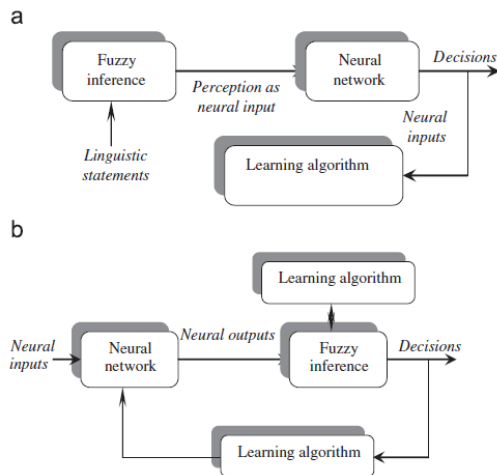 a
Fuzzy
inference
Perception as
neural input
Neural
network
Decisions
Neural
inputs
Linguistic
statements
Learning algorithm
b
Learning algorithm
Neural
inputs
Neural
network
Neural outputs
Fuzzy
inference
Decisions
Learning algorithm